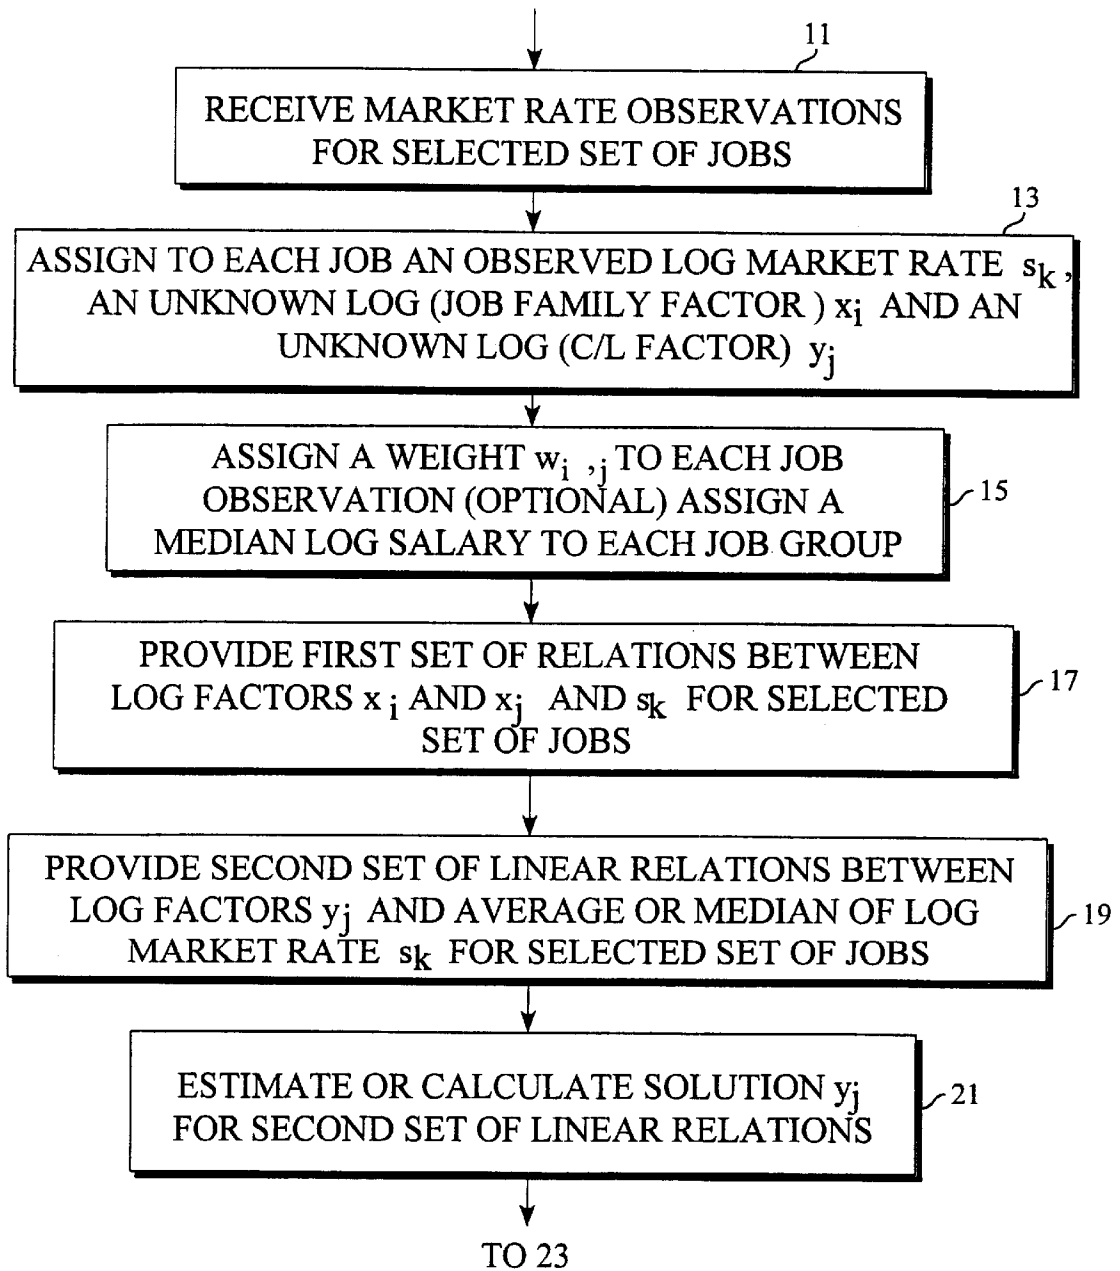 11
RECEIVE MARKET RATE OBSERVATIONS
FOR SELECTED SET OF JOBS
13
ASSIGN TO EACH JOB AN OBSERVED LOG MARKET RATE sk,
AN UNKNOWN LOG (JOB FAMILY FACTOR ) xi AND AN
UNKNOWN LOG (C/L FACTOR) yj
ASSIGN A WEIGHT wi ,j TO EACH JOB
OBSERVATION (OPTIONAL) ASSIGN A
MEDIAN LOG SALARY TO EACH JOB GROUP
15
PROVIDE FIRST SET OF RELATIONS BETWEEN
LOG FACTORS xi AND xj AND sk FOR SELECTED
SET OF JOBS
17
PROVIDE SECOND SET OF LINEAR RELATIONS BETWEEN
LOG FACTORS yj AND AVERAGE OR MEDIAN OF LOG
MARKET RATE sk FOR SELECTED SET OF JOBS
19
ESTIMATE OR CALCULATE SOLUTION yj
FOR SECOND SET OF LINEAR RELATIONS
21
TO 23